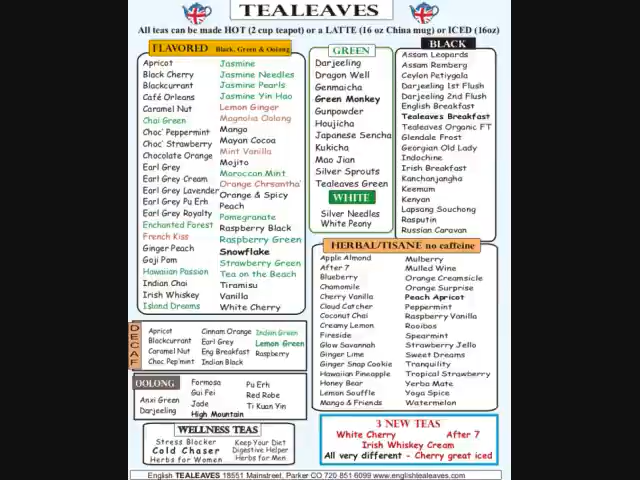 TEALEAVES
All teas can be made HOT (2 cup teapot) or a LATTE (16 oz China mug) or ICED (16oz)
FLAVORED Black, Green & Oolong
Apricot
Black Cherry
Blackcurrant
Café Orleans
Caramel Nut
Chai Green
Choc' Peppermint
Choc' Strawberry
Chocolate Orange
Earl Grey
Earl Grey Cream
Earl Grey Lavender
Earl Grey Pu Erh
Earl Grey Royalty
Enchanted Forest
French Kiss
Ginger Peach
Goji Pom
Hawaiian Passion
Indian Chai
Irish Whiskey
Island Dreams
Jasmine
Jasmine Needles
Jasmine Pearls
Jasmine Yin Hao
Lemon Ginger
Magnolia Oolong
Mango
Mayan Cocoa
Mint Vanilla
Mojito
Moroccan Mint
Orange Chrsantha'
Orange & Spicy
Peach
Pomegranate
Raspberry Black
Raspberry Green
Snowflake
Strawberry Green
Tea on the Beach
Tiramisu
Vanilla
White Cherry
GREEN
Darjeeling
Dragon Well
Genmaicha
Green Monkey
Gunpowder
Houjicha
Japanese Sencha
Kukicha
Mao Jian
Silver Sprouts
Tealeaves Green
WHITE
Silver Needles
White Peony
BLACK
Assam Leopards
Assam Remberg
Ceylon Petiygala
Darjeeling 1st Flush
Darjeeling 2nd Flush
English Breakfast
Tealeaves Breakfast
Tealeaves Organic FT
Glendale Frost
Georgian Old Lady
Indochine
Irish Breakfast
Kanchanjangha
Keemum
Kenyan
Lapsang Souchong
Rasputin
Russian Caravan
HERBAL/TISANE no caffeine
Apple Almond
After 7
Blueberry
Chamomile
Cherry Vanilla
Cloud Catcher
Coconut Chai
Creamy Lemon
Fireside
Glow Savannah
Ginger Lime
Ginger Snap Cookie
Hawaiian Pineapple
Honey Bear
Lemon Souffle
Mango & Friends
Mulberry
Mulled Wine
Orange Creamsicle
Orange Surprise
Peach Apricot
Peppermint
Raspberry Vanilla
Rooibos
Spearmint
Strawberry Jello
Sweet Dreams
Tranquility
Tropical Strawberry
Yerba Mate
Yoga Spice
Watermelon
DECAF
Apricot
Blackcurrant
Caramel Nut
Choc Pep'mint
Cinnam Orange
Earl Grey
Eng Breakfast
Indian Black
Indian Green
Lemon Green
Raspberry
OOLONG
Anxi Green
Darjeeling
Formosa
Gui Fei
Jade
High Mountain
Pu Erh
Red Robe
Ti Kuan Yin
WELLNESS TEAS
Stress Blocker
Cold Chaser
Herbs for Women
Keep Your Diet
Digestive Helper
Herbs for Men
3 NEW TEAS
White Cherry After 7
Irish Whiskey Cream
All very different - Cherry great iced
English TEALEAVES 18551 Mainstreet, Parker CO 720 851 6099 www.englishtealeaves.com